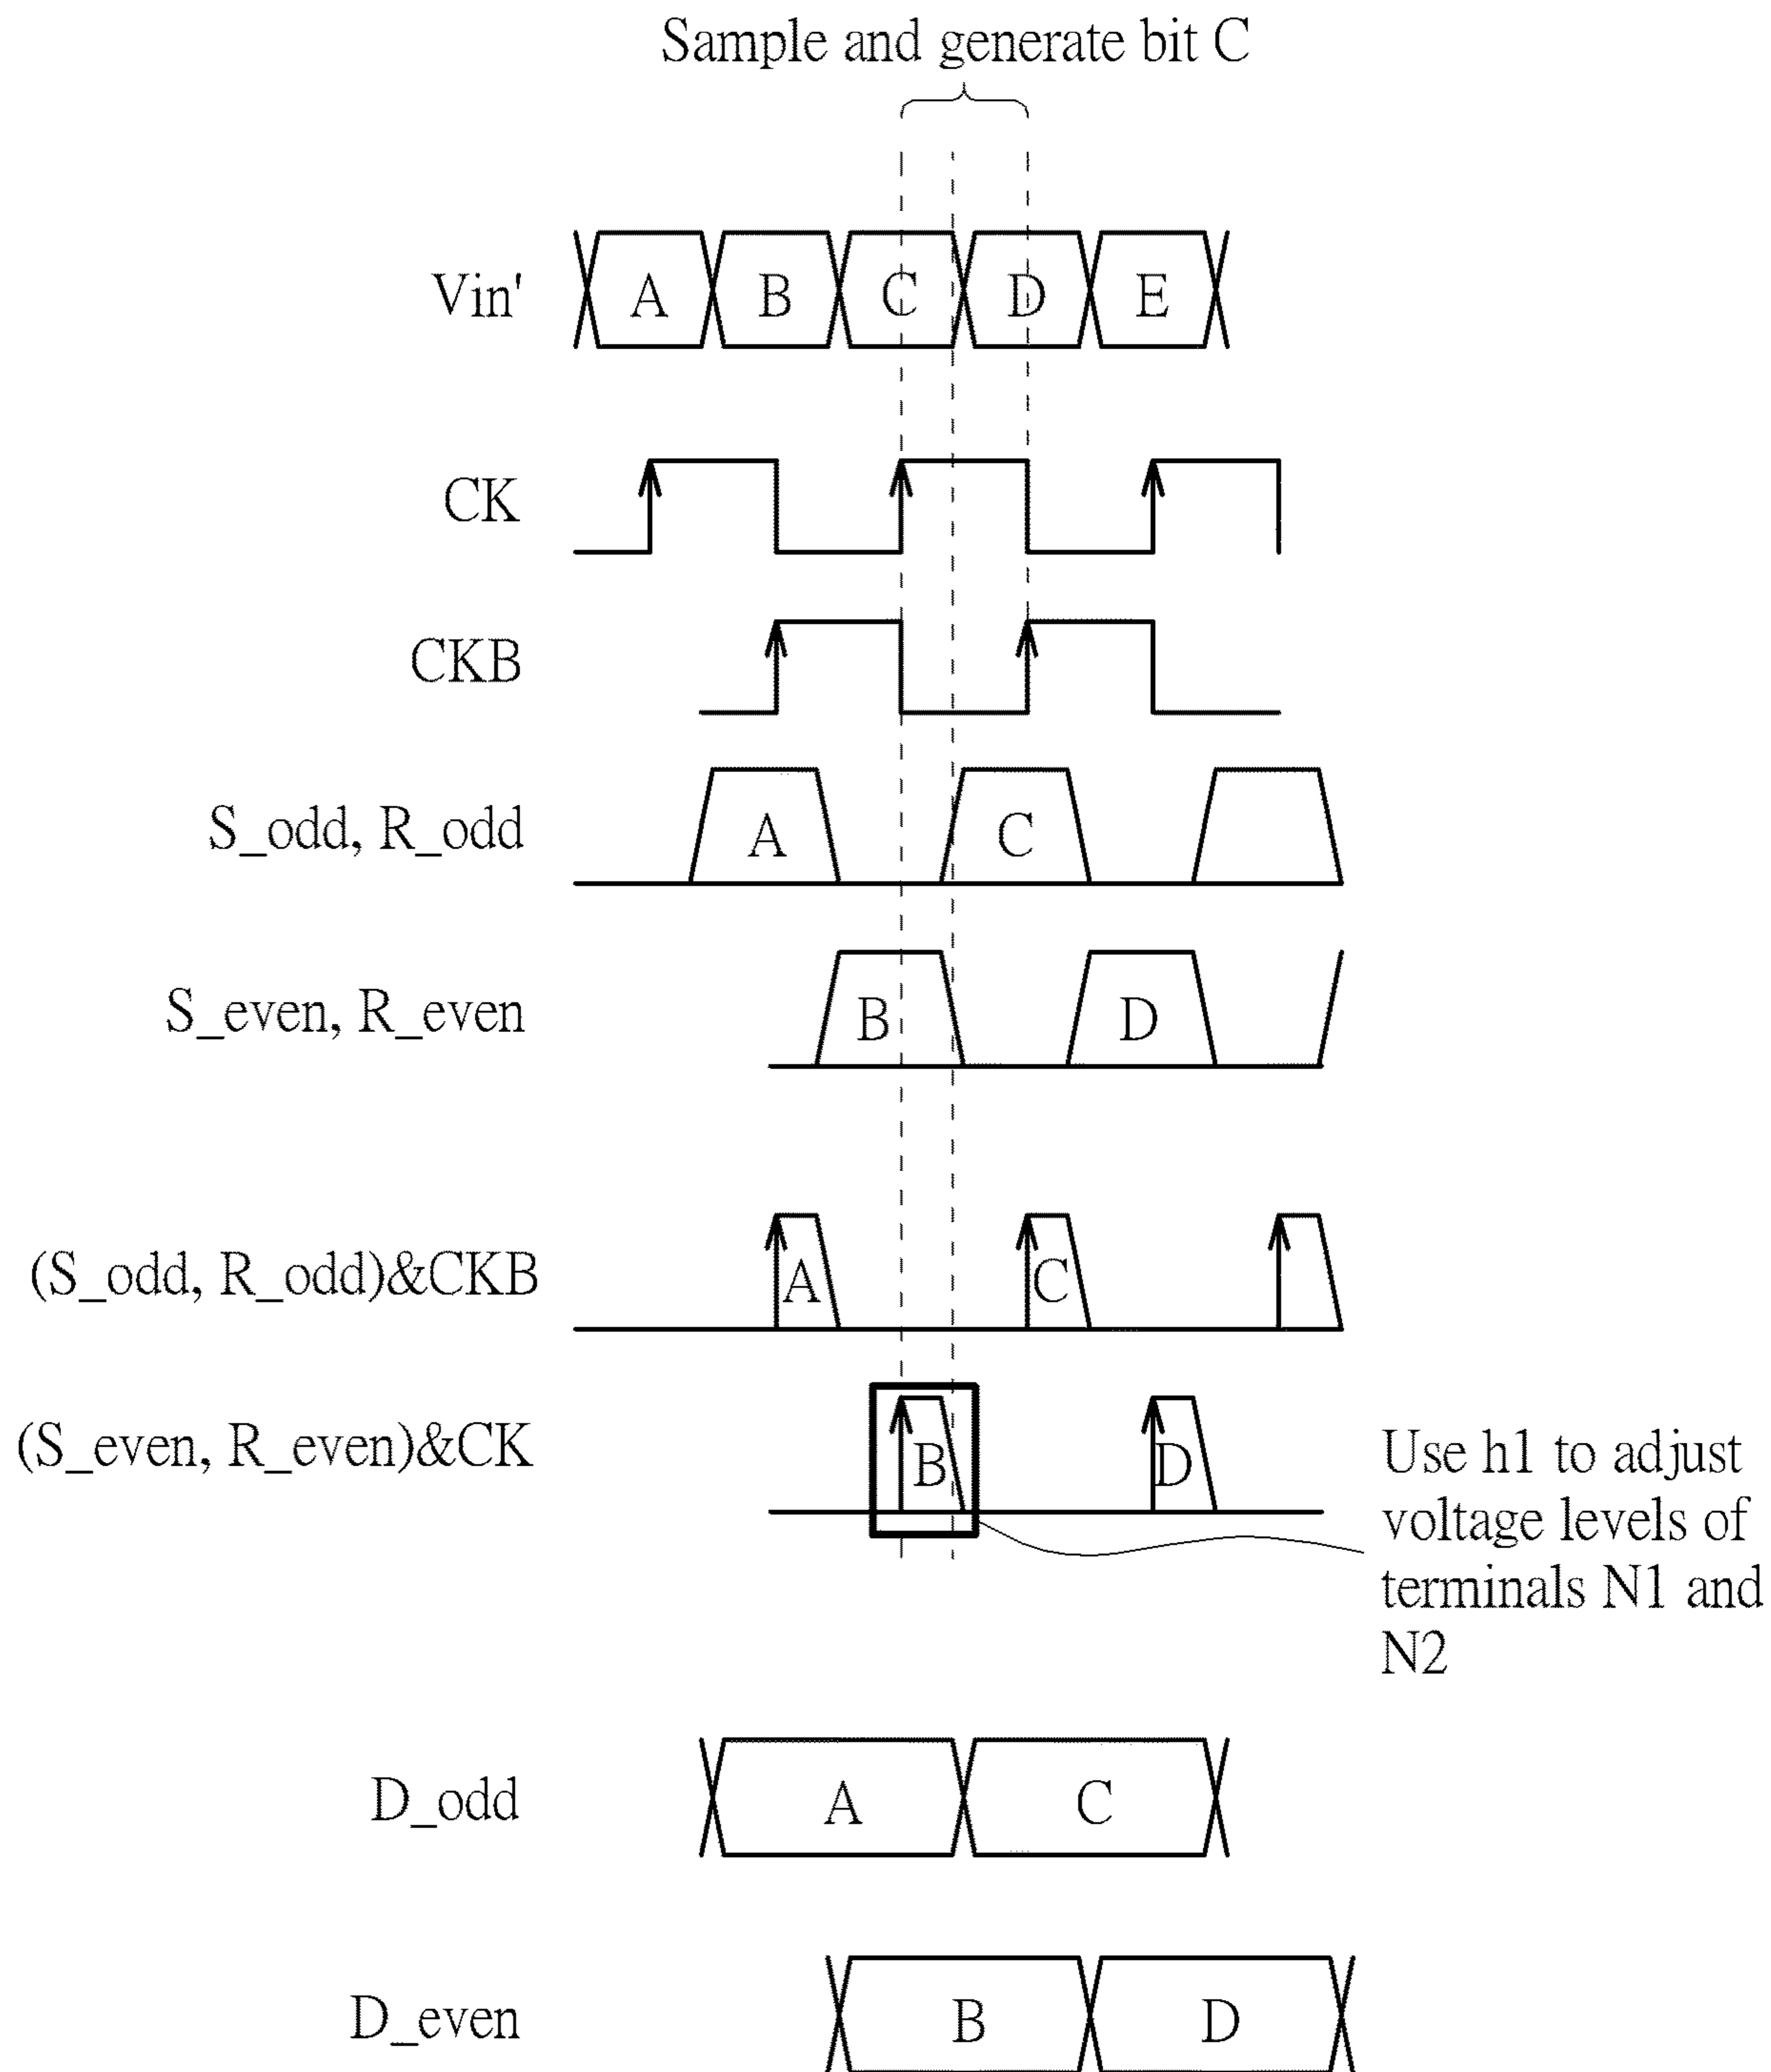 Sample and generate bit C
Vin' A B C D E
CK
CKB
S_odd, R_odd A C
S_even, R_even B D
(S_odd, R_odd)&CKB A C
(S_even, R_even)&CK B D
Use h1 to adjust
voltage levels of
terminals N1 and
N2
D_odd A C
D_even B D